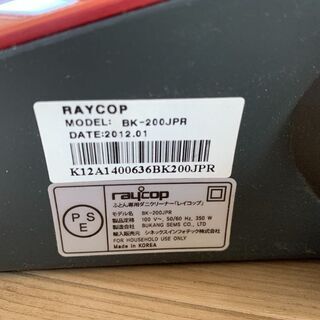 RAYCOP
MODEL: BK-200JPR
DATE:2012.01
K12A1400636BK200JPR
raycop
ふとん専用ダニクリーナー「レイコップ」
モデル名 BK-200JPR
製品定格 100 V～, 50/60 Hz, 350 W
製造業者 BUKANG SEMS CO., LTD
輸入販売元 シネックスインフォテック株式会社
FOR HOUSEHOLD USE ONLY
Made in KOREA
P S
E